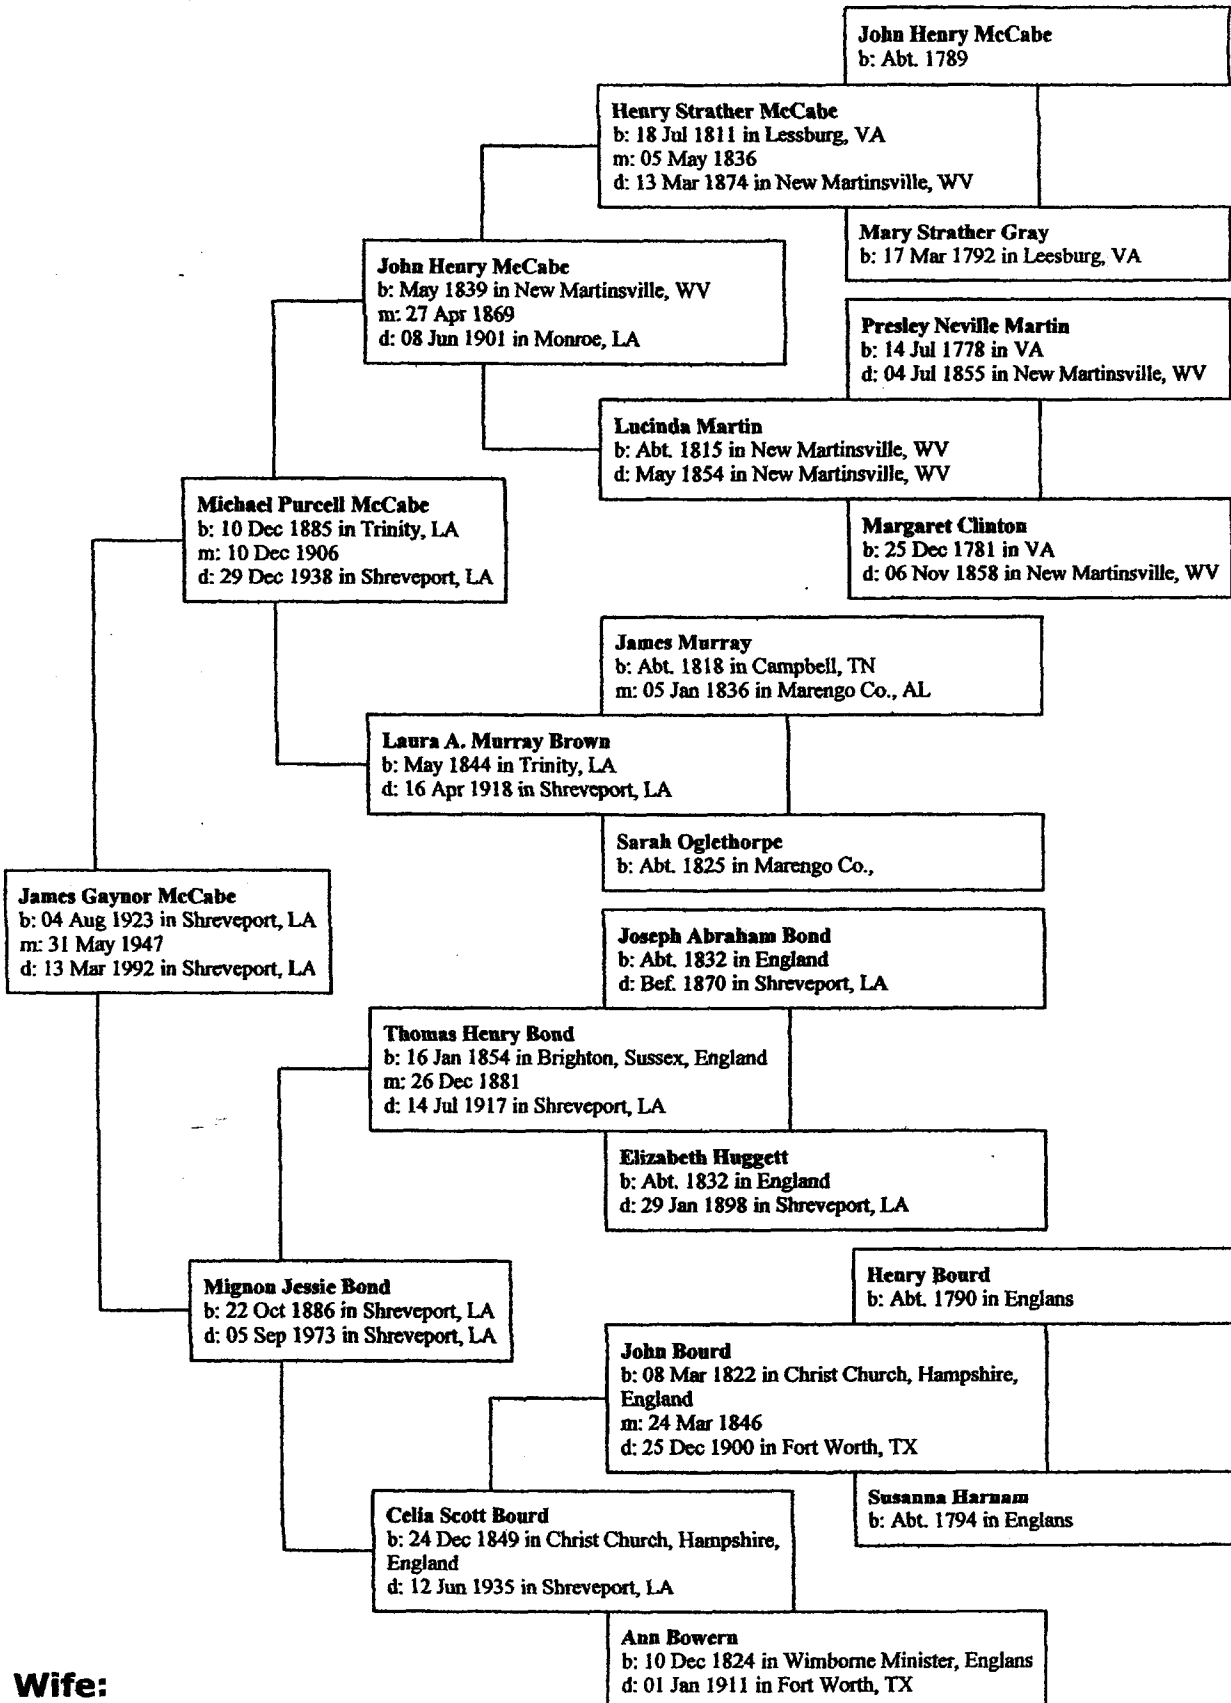 John Henry McCabe
b: Abt. 1789
Henry Strather McCabe
b: 18 Jul 1811 in Lessburg, VA
m: 05 May 1836
d: 13 Mar 1874 in New Martinsville, WV
Mary Strather Gray
b: 17 Mar 1792 in Leesburg, VA
John Henry McCabe
b: May 1839 in New Martinsville, WV
m: 27 Apr 1869
d: 08 Jun 1901 in Monroe, LA
Presley Neville Martin
b: 14 Jul 1778 in VA
d: 04 Jul 1855 in New Martinsville, WV
Lucinda Martin
b: Abt. 1815 in New Martinsville, WV
d: May 1854 in New Martinsville, WV
Michael Purcell McCabe
b: 10 Dec 1885 in Trinity, LA
m: 10 Dec 1906
d: 29 Dec 1938 in Shreveport, LA
Margaret Clinton
b: 25 Dec 1781 in VA
d: 06 Nov 1858 in New Martinsville, WV
James Murray
b: Abt. 1818 in Campbell, TN
m: 05 Jan 1836 in Marengo Co., AL
Laura A. Murray Brown
b: May 1844 in Trinity, LA
d: 16 Apr 1918 in Shreveport, LA
Sarah Oglethorpe
b: Abt. 1825 in Marengo Co.,
James Gaynor McCabe
b: 04 Aug 1923 in Shreveport, LA
m: 31 May 1947
d: 13 Mar 1992 in Shreveport, LA
Joseph Abraham Bond
b: Abt. 1832 in England
d: Bef. 1870 in Shreveport, LA
Thomas Henry Bond
b: 16 Jan 1854 in Brighton, Sussex, England
m: 26 Dec 1881
d: 14 Jul 1917 in Shreveport, LA
Elizabeth Huggett
b: Abt. 1832 in England
d: 29 Jan 1898 in Shreveport, LA
Mignon Jessie Bond
b: 22 Oct 1886 in Shreveport, LA
d: 05 Sep 1973 in Shreveport, LA
Henry Bourd
b: Abt. 1790 in Englans
John Bourd
b: 08 Mar 1822 in Christ Church, Hampshire,
England
m: 24 Mar 1846
d: 25 Dec 1900 in Fort Worth, TX
Susanna Harnam
b: Abt. 1794 in Englans
Celia Scott Bourd
b: 24 Dec 1849 in Christ Church, Hampshire,
England
d: 12 Jun 1935 in Shreveport, LA
Ann Bowern
b: 10 Dec 1824 in Wimborne Minister, Englans
d: 01 Jan 1911 in Fort Worth, TX
Wife: